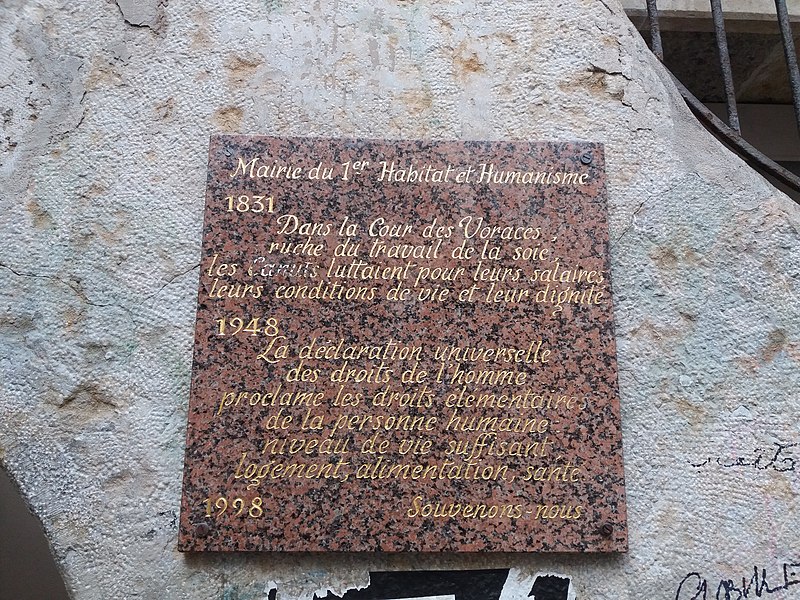 Mairie du 1er Habitat et Humanisme
1831
Dans la Cour des Voraces,
ruche du travail de la soie,
les Canuts luttaient pour leurs salaires
leurs conditions de vie et leur dignité
1948
La déclaration universelle
des droits de l'homme
proclame les droits élémentaires
de la personne humaine
niveau de vie suffisant
logement, alimentation, santé.
1998 Souvenons-nous